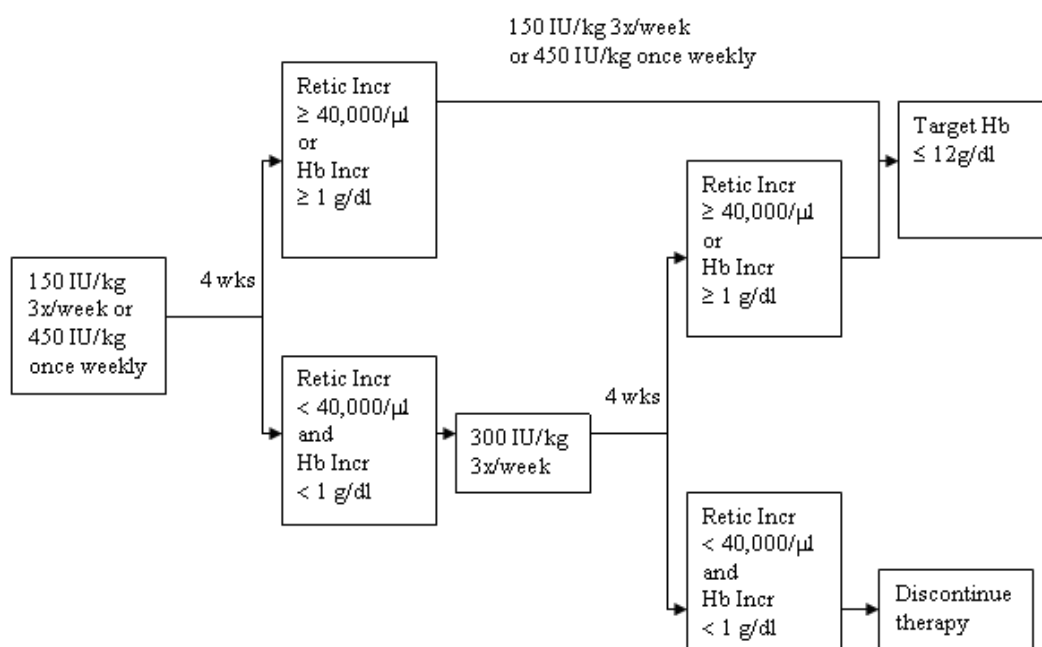 150 IU/kg 3x/week
or 450 IU/kg once weekly
Retic Incr
≥ 40,000/µl
or
Hb Incr
≥ 1 g/dl
Target Hb
≤ 12g/dl
Retic Incr
≥ 40,000/µl
or
Hb Incr
≥ 1 g/dl
150 IU/kg
3x/week or
450 IU/kg
once weekly
4 wks
Retic Incr
< 40,000/µl
and
Hb Incr
< 1 g/dl
300 IU/kg
3x/week
4 wks
Retic Incr
< 40,000/µl
and
Hb Incr
< 1 g/dl
Discontinue
therapy